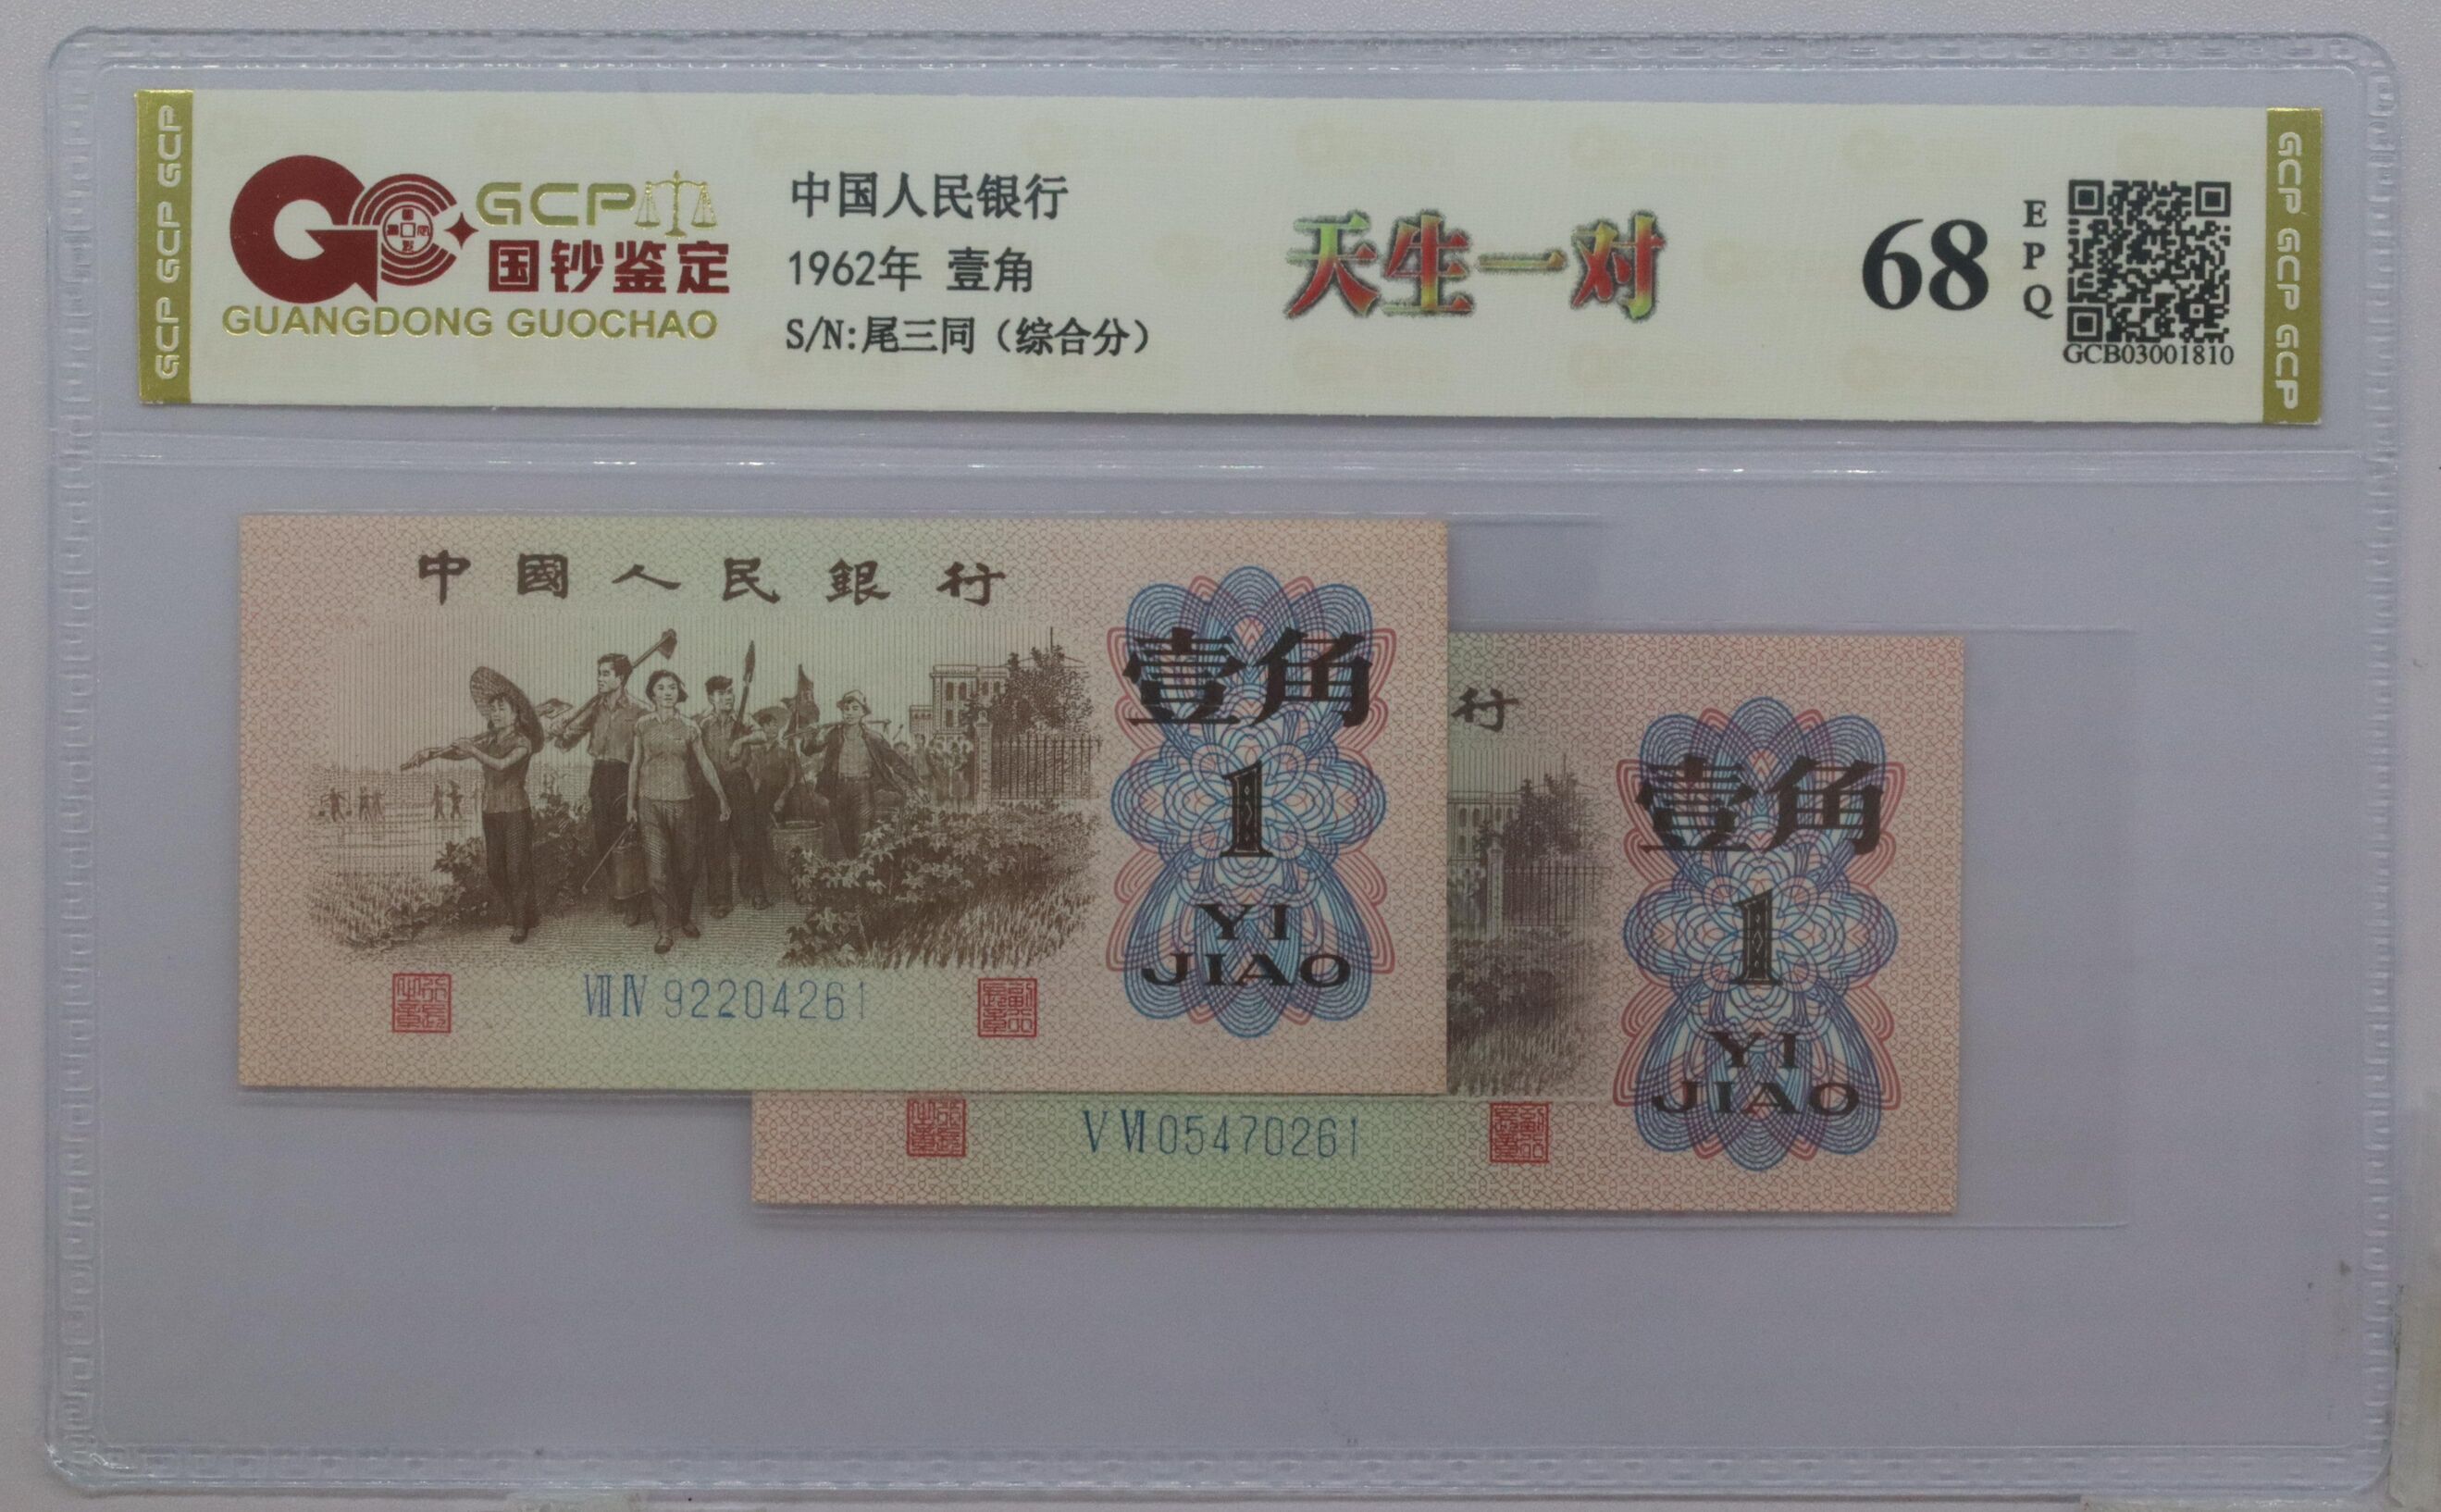 GCP GCP GCP
GCP
国钞鉴定
GUANGDONG GUOCHAO
中国人民银行
1962年 壹角
S/N:尾三同（综合分）
天生一对
68
EPQ
GCB03001810
GCP GCP GCP
中國人民銀行
壹角
1
YI
JIAO
ⅦⅣ 92204261
行
壹角
1
YI
JIAO
ⅤⅥ 05470261